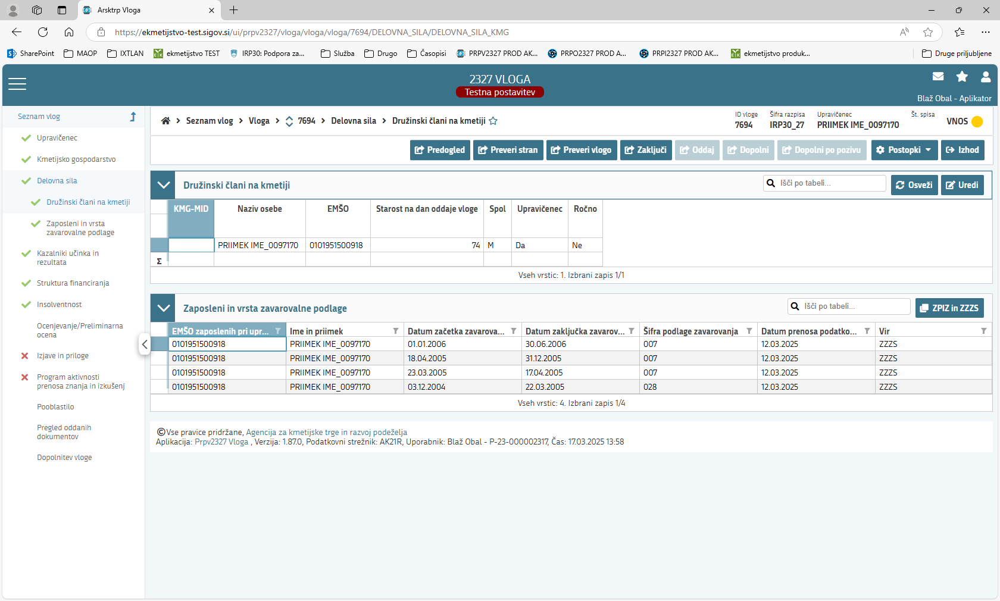 Arsktrp Vloga
https://ekmetijstvo-test.sigov.si/ui/prpv2327/vloga/vloga/vloga/7694/DELOVNA_SILA/DELOVNA_SILA_KMG
SharePoint MAOP IXTLAN ekmetijstvo TEST IRP30: Podpora za... Služba Drugo Časopisi PRPV2327 PROD AK... PRPO2327 PROD A... PRPI2327 PROD AK... ekmetijstvo produk... Druge priljubljene
2327 VLOGA
Testna postavitev
Blaž Obal - Aplikator
Seznam vlog
Upravičenec
Kmetijsko gospodarstvo
Delovna sila
Družinski člani na kmetiji
Zaposleni in vrsta
zavarovalne podlage
Kazalniki učinka in
rezultata
Struktura financiranja
Insolventnost
Ocenjevanje/Preliminarna
ocena
Izjave in priloge
Program aktivnosti
prenosa znanja in izkušenj
Pooblastilo
Pregled oddanih
dokumentov
Dopolnitev vloge
Seznam vlog Vloga 7694 Delovna sila Družinski člani na kmetiji
ID vloge Šifra razpisa Upravičenec Št. spisa
7694 IRP30_27 PRIIMEK IME_0097170 VNOS
Predogled Preveri stran Preveri vlogo Zaključi Oddaj Dopolni Dopolni po pozivu Postopki Izhod
Družinski člani na kmetiji Išči po tabeli... Osveži Uredi
KMG-MID Naziv osebe EMŠO Starost na dan oddaje vloge Spol Upravičenec Ročno
PRIIMEK IME_0097170 0101951500918 74 M Da Ne
Σ
Vseh vrstic: 1. Izbrani zapis 1/1
Zaposleni in vrsta zavarovalne podlage Išči po tabeli... ZPIZ in ZZZS
EMŠO zaposlenih pri upr... Ime in priimek Datum začetka zavarova... Datum zaključka zavarov... Šifra podlage zavarovanja Datum prenosa podatko... Vir
0101951500918 PRIIMEK IME_0097170 01.01.2006 30.06.2006 007 12.03.2025 ZZZS
0101951500918 PRIIMEK IME_0097170 18.04.2005 31.12.2005 007 12.03.2025 ZZZS
0101951500918 PRIIMEK IME_0097170 23.03.2005 17.04.2005 007 12.03.2025 ZZZS
0101951500918 PRIIMEK IME_0097170 03.12.2004 22.03.2005 028 12.03.2025 ZZZS
Vseh vrstic: 4. Izbrani zapis 1/4
©Vse pravice pridržane, Agencija za kmetijske trge in razvoj podeželja
Aplikacija: Prpv2327 Vloga , Verzija: 1.87.0, Podatkovni strežnik: AK21R, Uporabnik: Blaž Obal - P-23-000002317, Čas: 17.03.2025 13:58